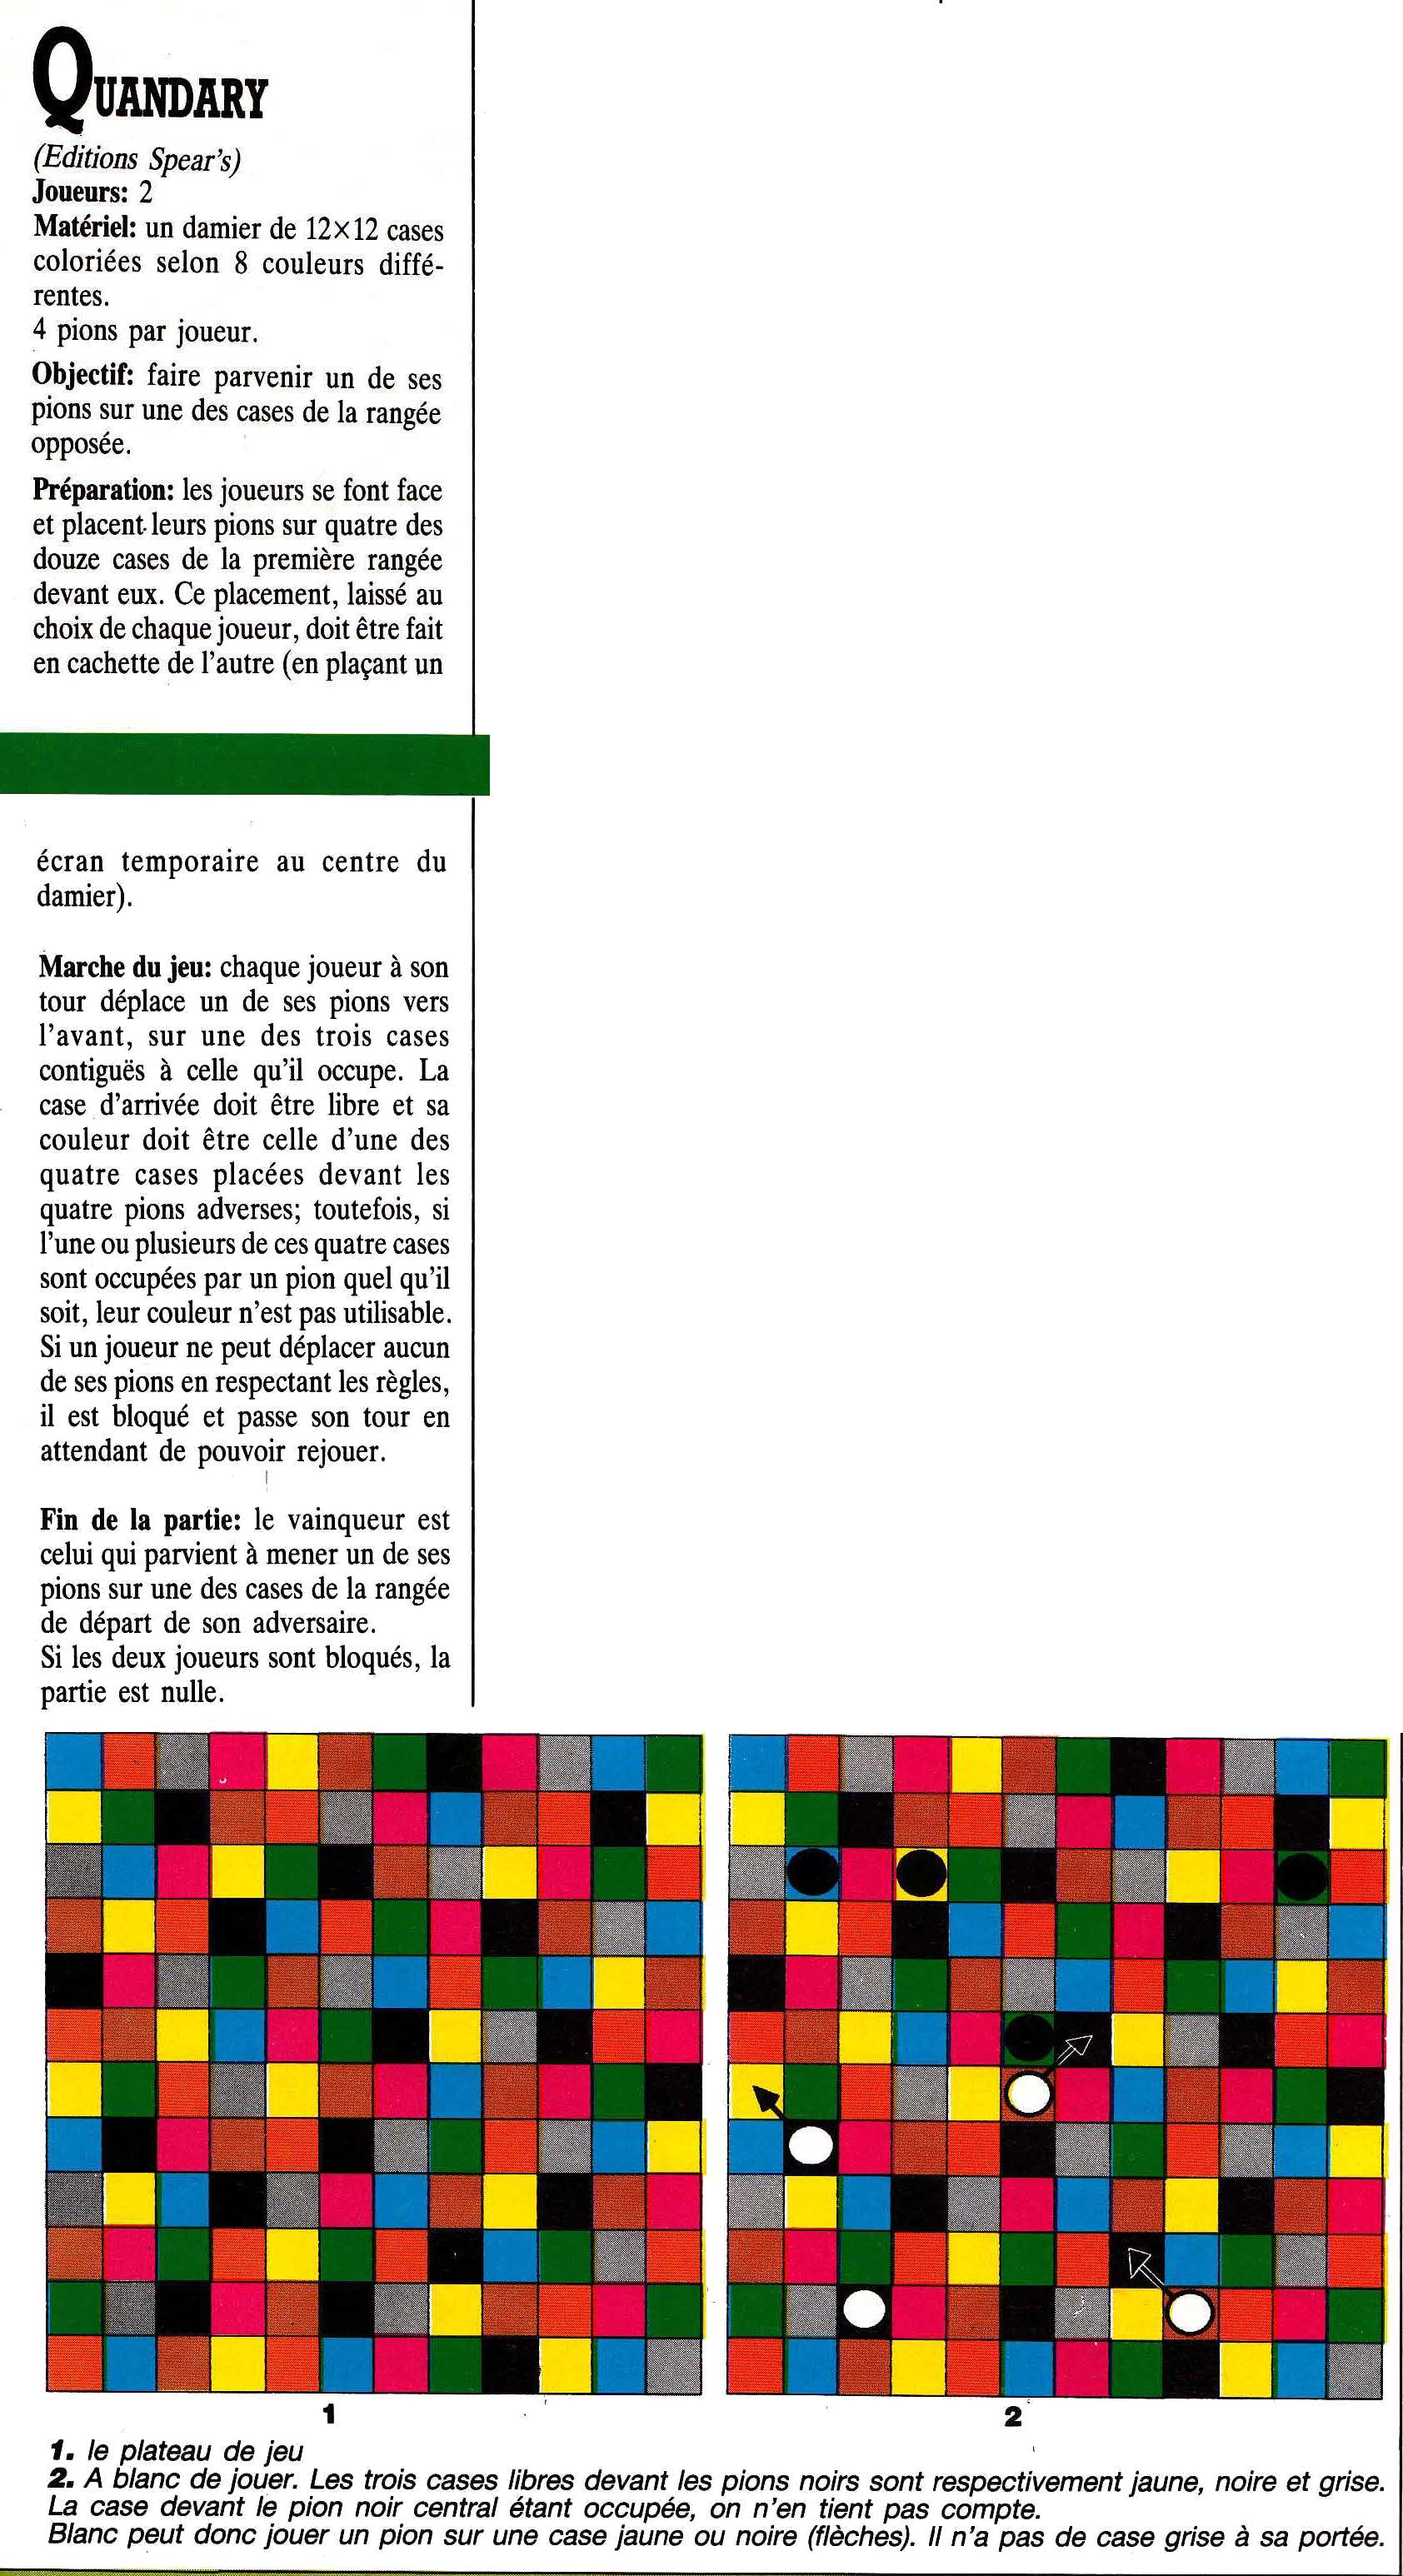 QUANDARY
(Editions Spear's)
Joueurs: 2
Matériel: un damier de 12×12 cases
coloriées selon 8 couleurs diffé-
rentes.
4 pions par joueur.
Objectif: faire parvenir un de ses
pions sur une des cases de la rangée
opposée.
Préparation: les joueurs se font face
et placent leurs pions sur quatre des
douze cases de la première rangée
devant eux. Ce placement, laissé au
choix de chaque joueur, doit être fait
en cachette de l'autre (en plaçant un
écran temporaire au centre du
damier).
Marche du jeu: chaque joueur à son
tour déplace un de ses pions vers
l'avant, sur une des trois cases
contiguës à celle qu'il occupe. La
case d'arrivée doit être libre et sa
couleur doit être celle d'une des
quatre cases placées devant les
quatre pions adverses; toutefois, si
l'une ou plusieurs de ces quatre cases
sont occupées par un pion quel qu'il
soit, leur couleur n'est pas utilisable.
Si un joueur ne peut déplacer aucun
de ses pions en respectant les règles,
il est bloqué et passe son tour en
attendant de pouvoir rejouer.
Fin de la partie: le vainqueur est
celui qui parvient à mener un de ses
pions sur une des cases de la rangée
de départ de son adversaire.
Si les deux joueurs sont bloqués, la
partie est nulle.
1
2
1. le plateau de jeu
2. A blanc de jouer. Les trois cases libres devant les pions noirs sont respectivement jaune, noire et grise.
La case devant le pion noir central étant occupée, on n'en tient pas compte.
Blanc peut donc jouer un pion sur une case jaune ou noire (flèches). Il n'a pas de case grise à sa portée.